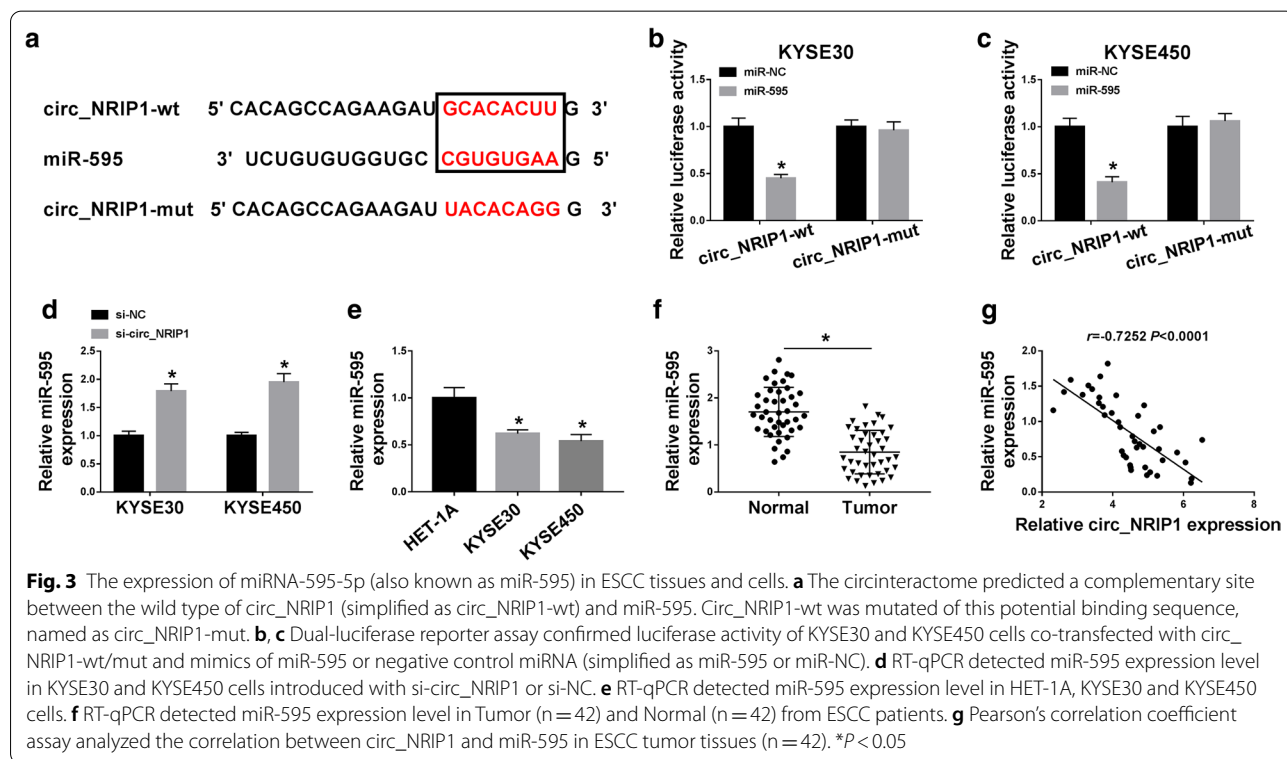 a
circ_NRIP1-wt 5' CACAGCCAGAAGAU GCACACUU G 3'
miR-595 3' UCUGUGUGGUGC CGUGUGAA G 5'
circ_NRIP1-mut 5' CACAGCCAGAAGAU UACACAGG G 3'
b
KYSE30
miR-NC
miR-595
Relative luciferase activity
1.5
1.0
0.5
0.0
*
circ_NRIP1-wt
circ_NRIP1-mut
c
KYSE450
miR-NC
miR-595
Relative luciferase activity
1.5
1.0
0.5
0.0
*
circ_NRIP1-wt
circ_NRIP1-mut
d
si-NC
si-circ_NRIP1
Relative miR-595
expression
2.5
2.0
1.5
1.0
0.5
0.0
* *
KYSE30 KYSE450
e
Relative miR-595
expression
1.5
1.0
0.5
0.0
* *
HET-1A
KYSE30
KYSE450
f
Relative miR-595
expression
3
2
1
0
*
Normal Tumor
g
r=-0.7252 P<0.0001
Relative miR-595
expression
2.0
1.5
1.0
0.5
0.0
2 4 6 8
Relative circ_NRIP1 expression
Fig. 3 The expression of miRNA-595-5p (also known as miR-595) in ESCC tissues and cells. a The circinteractome predicted a complementary site
between the wild type of circ_NRIP1 (simplified as circ_NRIP1-wt) and miR-595. Circ_NRIP1-wt was mutated of this potential binding sequence,
named as circ_NRIP1-mut. b, c Dual-luciferase reporter assay confirmed luciferase activity of KYSE30 and KYSE450 cells co-transfected with circ_
NRIP1-wt/mut and mimics of miR-595 or negative control miRNA (simplified as miR-595 or miR-NC). d RT-qPCR detected miR-595 expression level
in KYSE30 and KYSE450 cells introduced with si-circ_NRIP1 or si-NC. e RT-qPCR detected miR-595 expression level in HET-1A, KYSE30 and KYSE450
cells. f RT-qPCR detected miR-595 expression level in Tumor (n = 42) and Normal (n = 42) from ESCC patients. g Pearson's correlation coefficient
assay analyzed the correlation between circ_NRIP1 and miR-595 in ESCC tumor tissues (n = 42). *P < 0.05